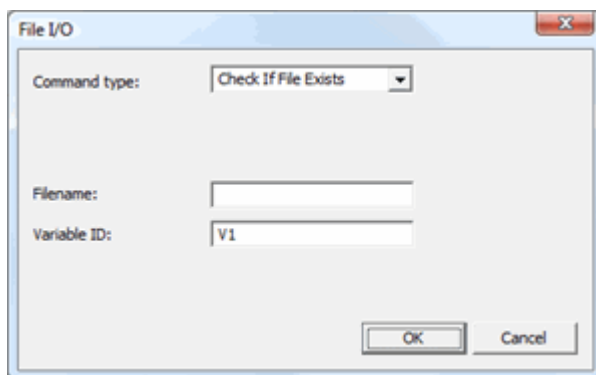 File I/O
Command type: Check If File Exists
Filename:
Variable ID: V1
OK Cancel